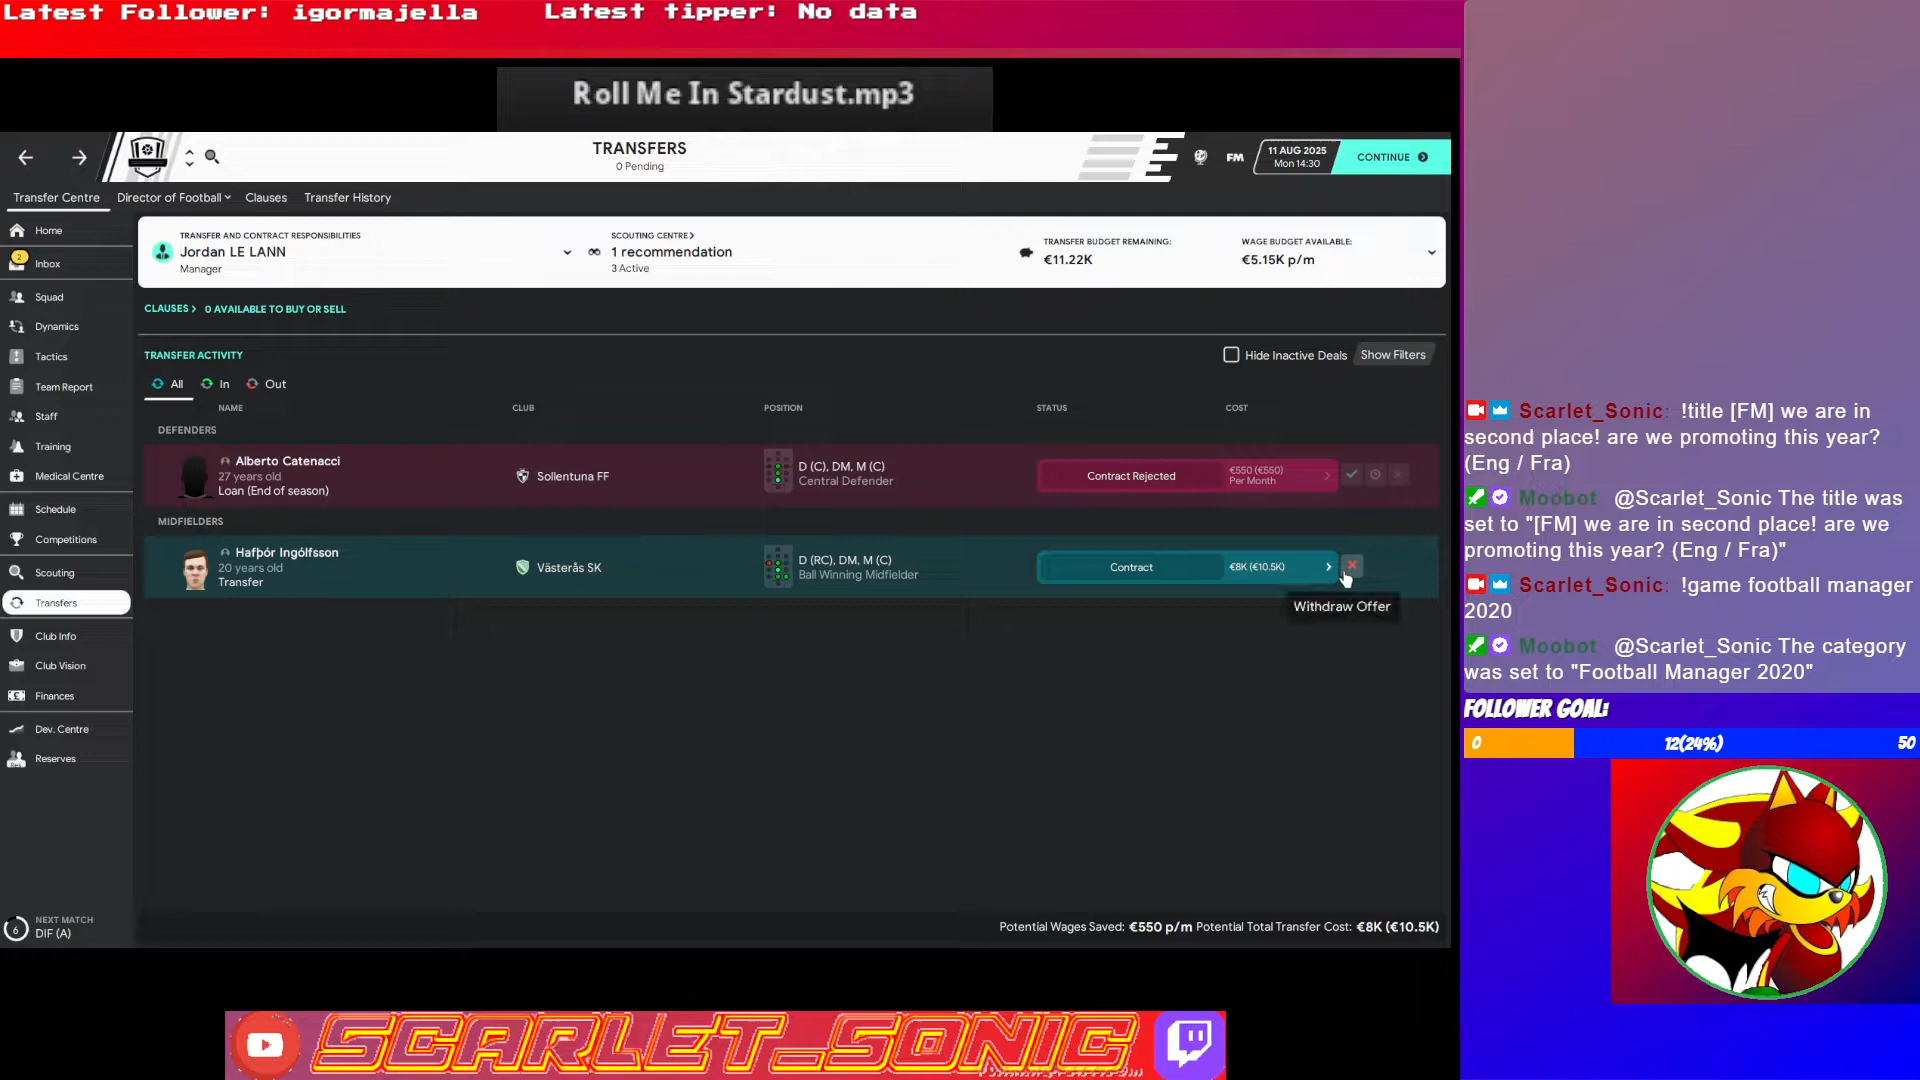 Latest Follower: igormajella
Latest tipper: No data
Roll Me In Stardust.mp3
TRANSFERS
0 Pending
FM
11 AUG 2025
Mon 14:30
CONTINUE
Transfer Centre
Director of Football
Clauses
Transfer History
Home
2
Inbox
Squad
Dynamics
Tactics
Team Report
Staff
Training
Medical Centre
Schedule
Competitions
Scouting
Transfers
Club Info
Club Vision
Finances
Dev. Centre
Reserves
6
NEXT MATCH
DIF (A)
TRANSFER AND CONTRACT RESPONSIBILITIES
Jordan LE LANN
Manager
SCOUTING CENTRE
1 recommendation
3 Active
TRANSFER BUDGET REMAINING:
€11.22K
WAGE BUDGET AVAILABLE:
€5.15K p/m
CLAUSES
0 AVAILABLE TO BUY OR SELL
TRANSFER ACTIVITY
Hide Inactive Deals
Show Filters
All
In
Out
NAME
CLUB
POSITION
STATUS
COST
DEFENDERS
Alberto Catenacci
27 years old
Loan (End of season)
Sollentuna FF
D (C), DM, M (C)
Central Defender
Contract Rejected
€550 (€550)
Per Month
MIDFIELDERS
Hafþór Ingólfsson
20 years old
Transfer
Västerås SK
D (RC), DM, M (C)
Ball Winning Midfielder
Contract
€8K (€10.5K)
Withdraw Offer
Potential Wages Saved: €550 p/m Potential Total Transfer Cost: €8K (€10.5K)
Scarlet_Sonic: !title [FM] we are in
second place! are we promoting this year?
(Eng / Fra)
Moobot @Scarlet_Sonic The title was
set to "[FM] we are in second place! are we
promoting this year? (Eng / Fra)"
Scarlet_Sonic: !game football manager
2020
Moobot @Scarlet_Sonic The category
was set to "Football Manager 2020"
FOLLOWER GOAL:
0
12(24%)
50
SCARLET_SONIC